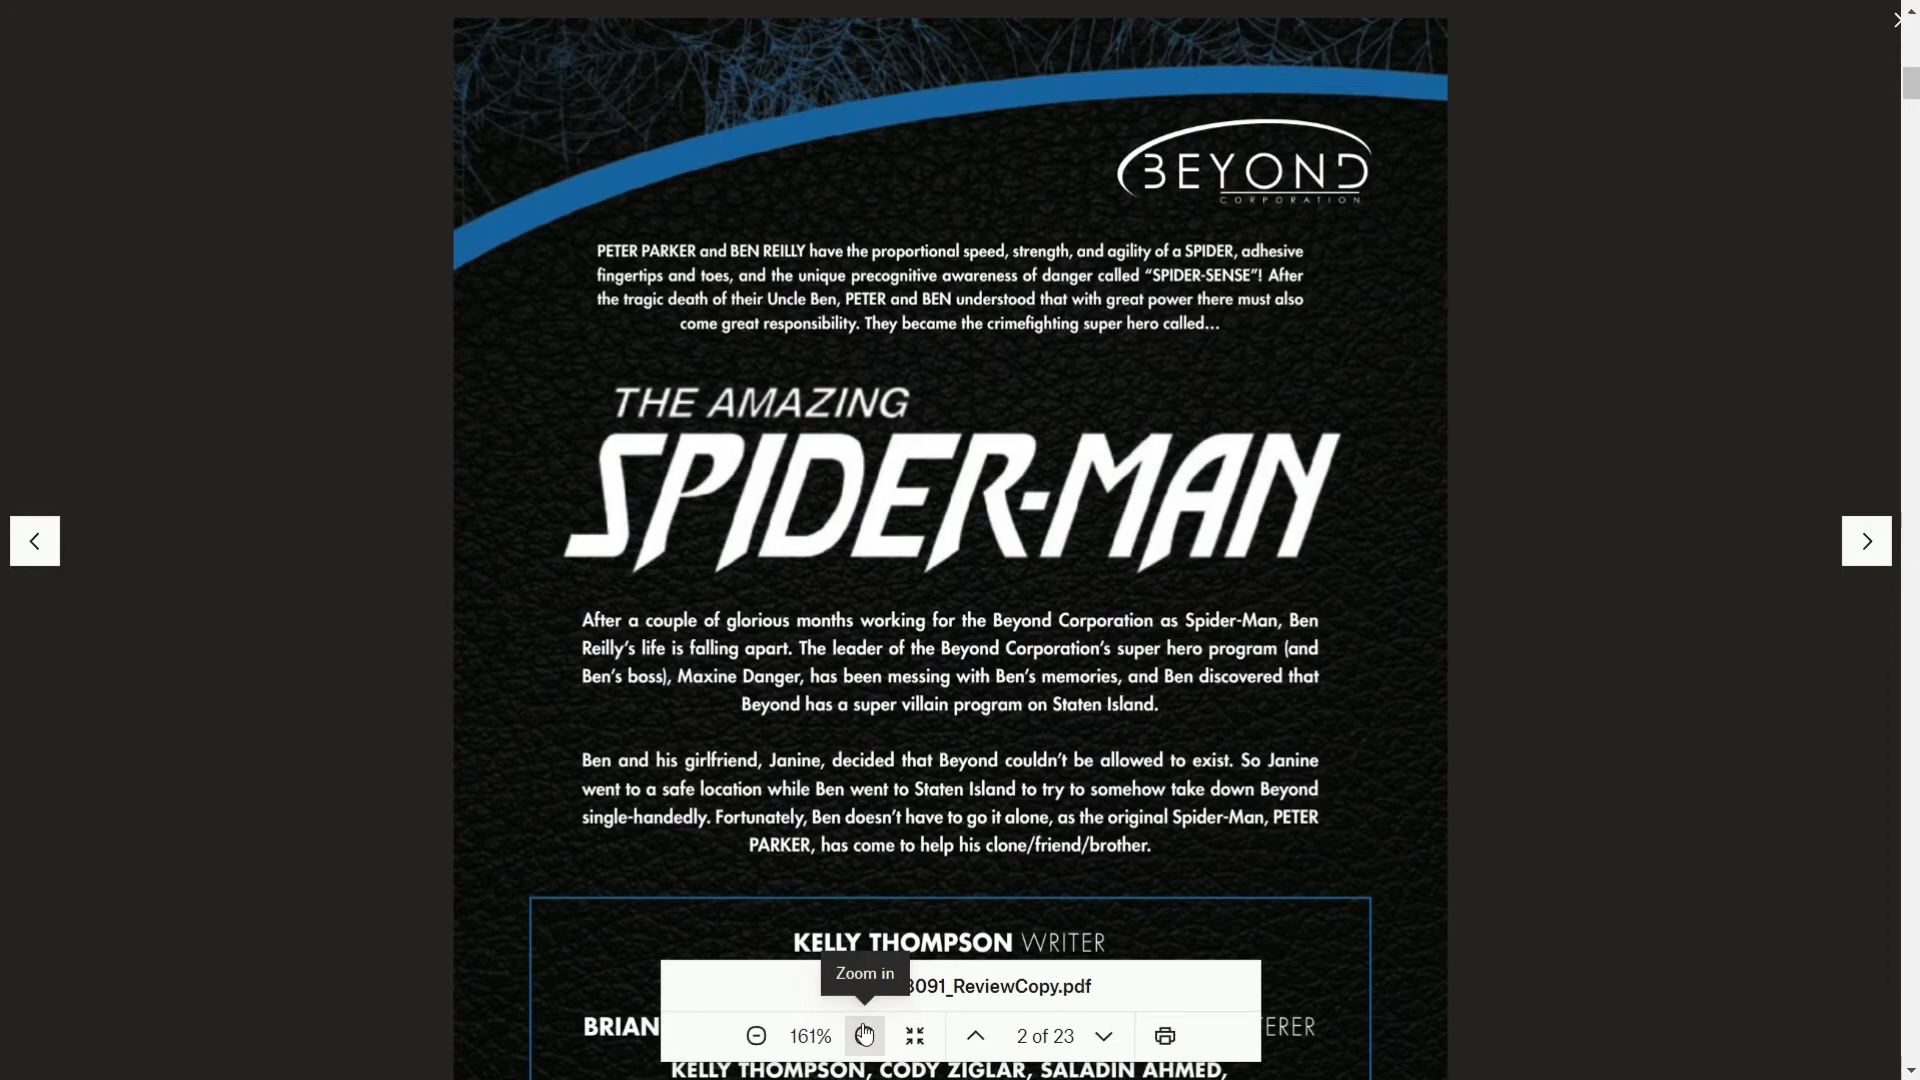 BEYOND
CORPORATION
PETER PARKER and BEN REILLY have the proportional speed, strength, and agility of a SPIDER, adhesive
fingertips and toes, and the unique precognitive awareness of danger called “SPIDER-SENSE”! After
the tragic death of their Uncle Ben, PETER and BEN understood that with great power there must also
come great responsibility. They became the crimefighting super hero called...
THE AMAZING
SPIDER-MAN
After a couple of glorious months working for the Beyond Corporation as Spider-Man, Ben
Reilly’s life is falling apart. The leader of the Beyond Corporation’s super hero program (and
Ben’s boss), Maxine Danger, has been messing with Ben’s memories, and Ben discovered that
Beyond has a super villain program on Staten Island.
Ben and his girlfriend, Janine, decided that Beyond couldn’t be allowed to exist. So Janine
went to a safe location while Ben went to Staten Island to try to somehow take down Beyond
single-handedly. Fortunately, Ben doesn’t have to go it alone, as the original Spider-Man, PETER
PARKER, has come to help his clone/friend/brother.
KELLY THOMPSON WRITER
Zoom in
091_ReviewCopy.pdf
BRIAN
TERER
161%
2 of 23
KELLY THOMPSON, CODY ZIGLAR, SALADIN AHMED,